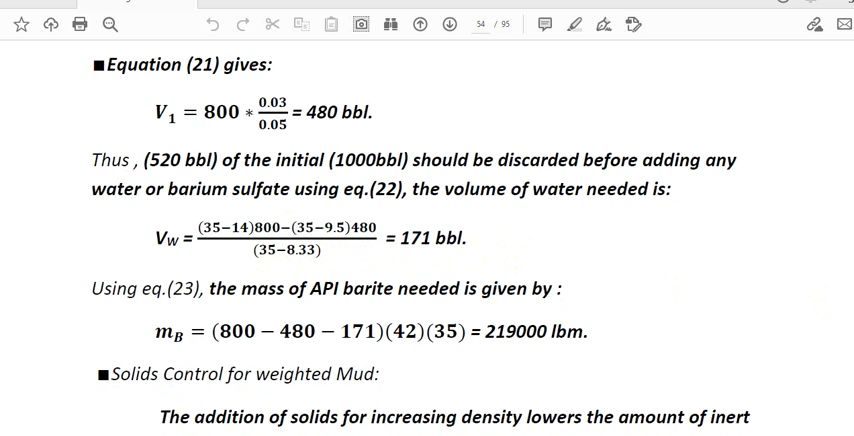 54 / 95
■Equation (21) gives:
V₁ = 800 * 0.03/0.05 = 480 bbl.
Thus , (520 bbl) of the initial (1000bbl) should be discarded before adding any
water or barium sulfate using eq.(22), the volume of water needed is:
Vw = (35−14)800−(35−9.5)480/(35−8.33) = 171 bbl.
Using eq.(23), the mass of API barite needed is given by :
m_B = (800 − 480 − 171)(42)(35) = 219000 lbm.
■Solids Control for weighted Mud:
The addition of solids for increasing density lowers the amount of inert